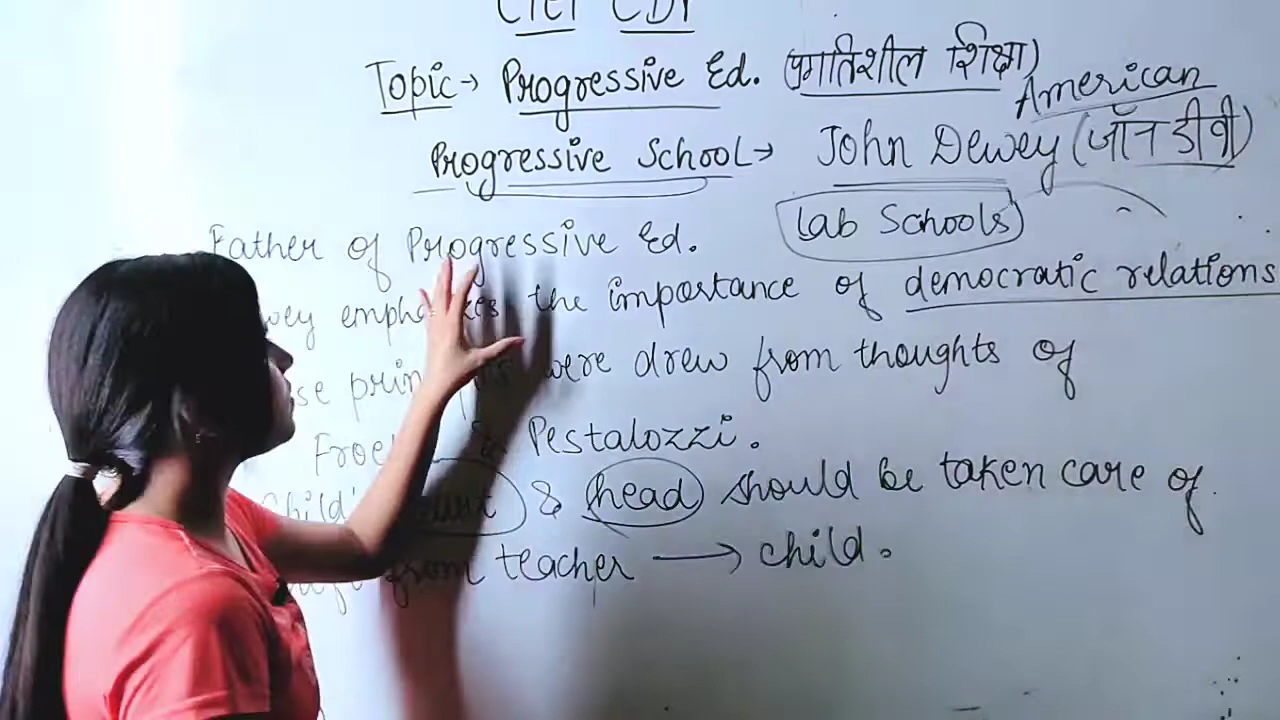 CTET CDP
Topic → Progressive Ed. (प्रगतिशील शिक्षा)
American
Progressive School → John Dewey (जॉन डीवी)
Lab Schools
Father of Progressive Ed.
the importance of democratic relations
were drew from thoughts of
Pestalozzi.
& head should be taken care of
from teacher → child.